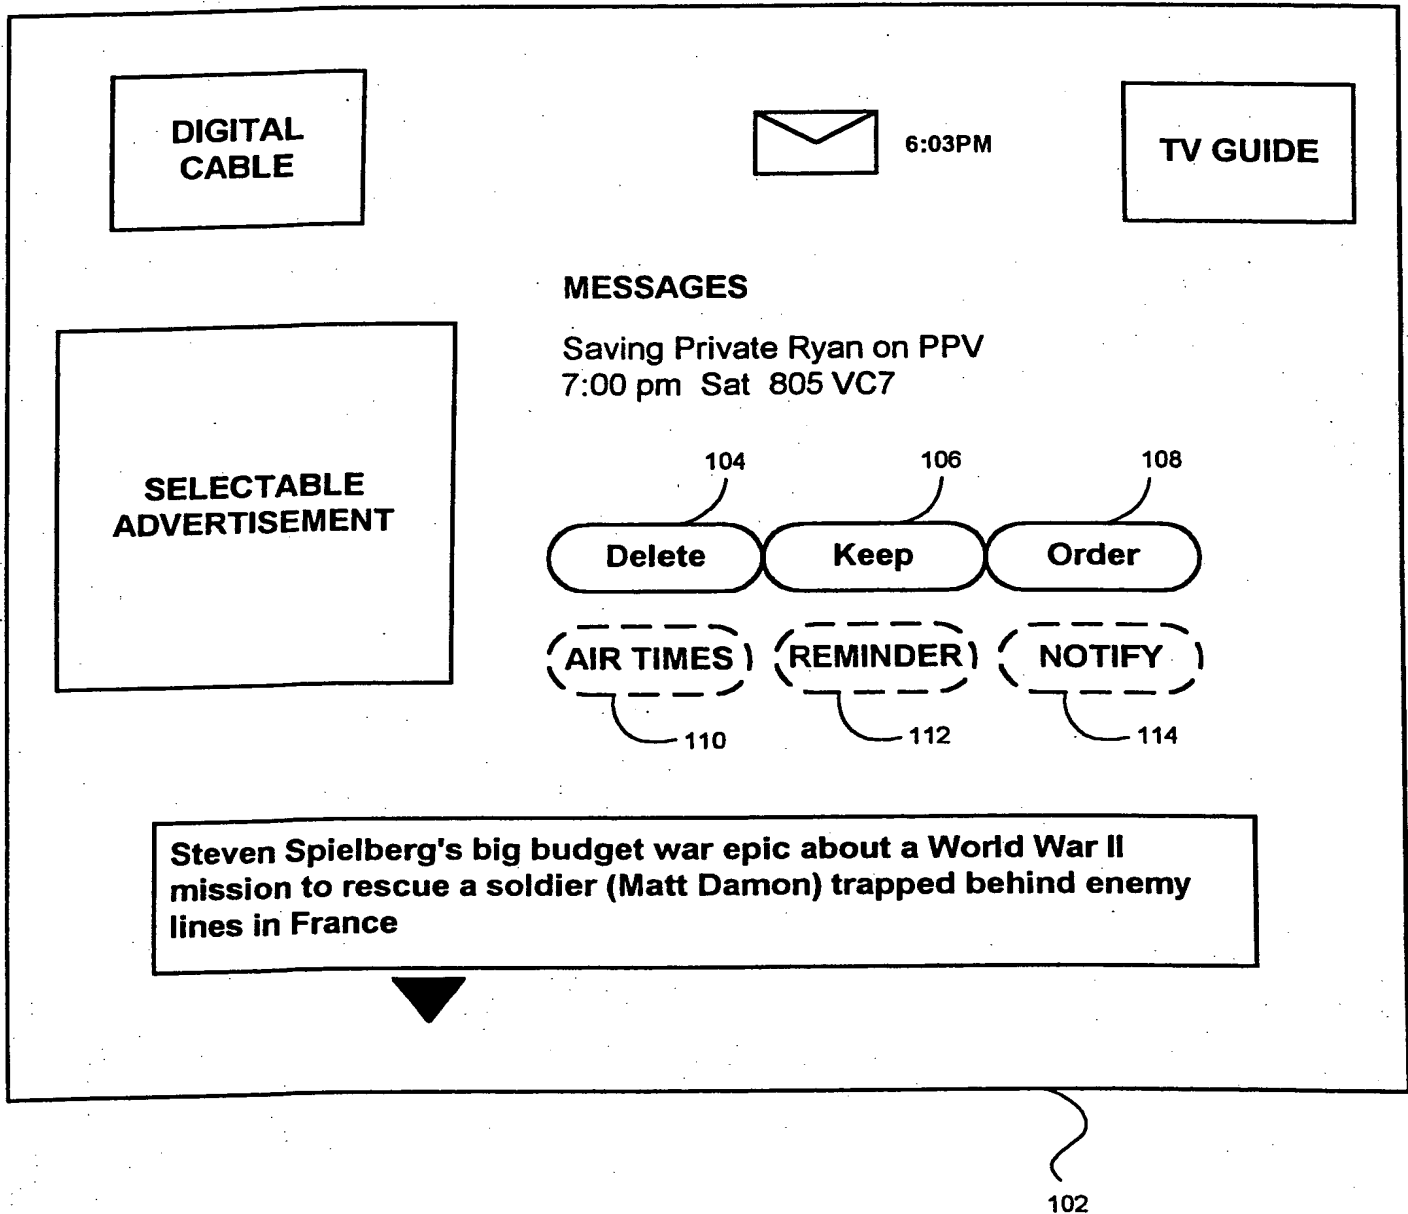 DIGITAL
CABLE
6:03PM
TV GUIDE
MESSAGES
Saving Private Ryan on PPV
7:00 pm Sat 805 VC7
SELECTABLE
ADVERTISEMENT
104
106
108
Delete
Keep
Order
AIR TIMES
REMINDER
NOTIFY
110
112
114
Steven Spielberg's big budget war epic about a World War II
mission to rescue a soldier (Matt Damon) trapped behind enemy
lines in France
102